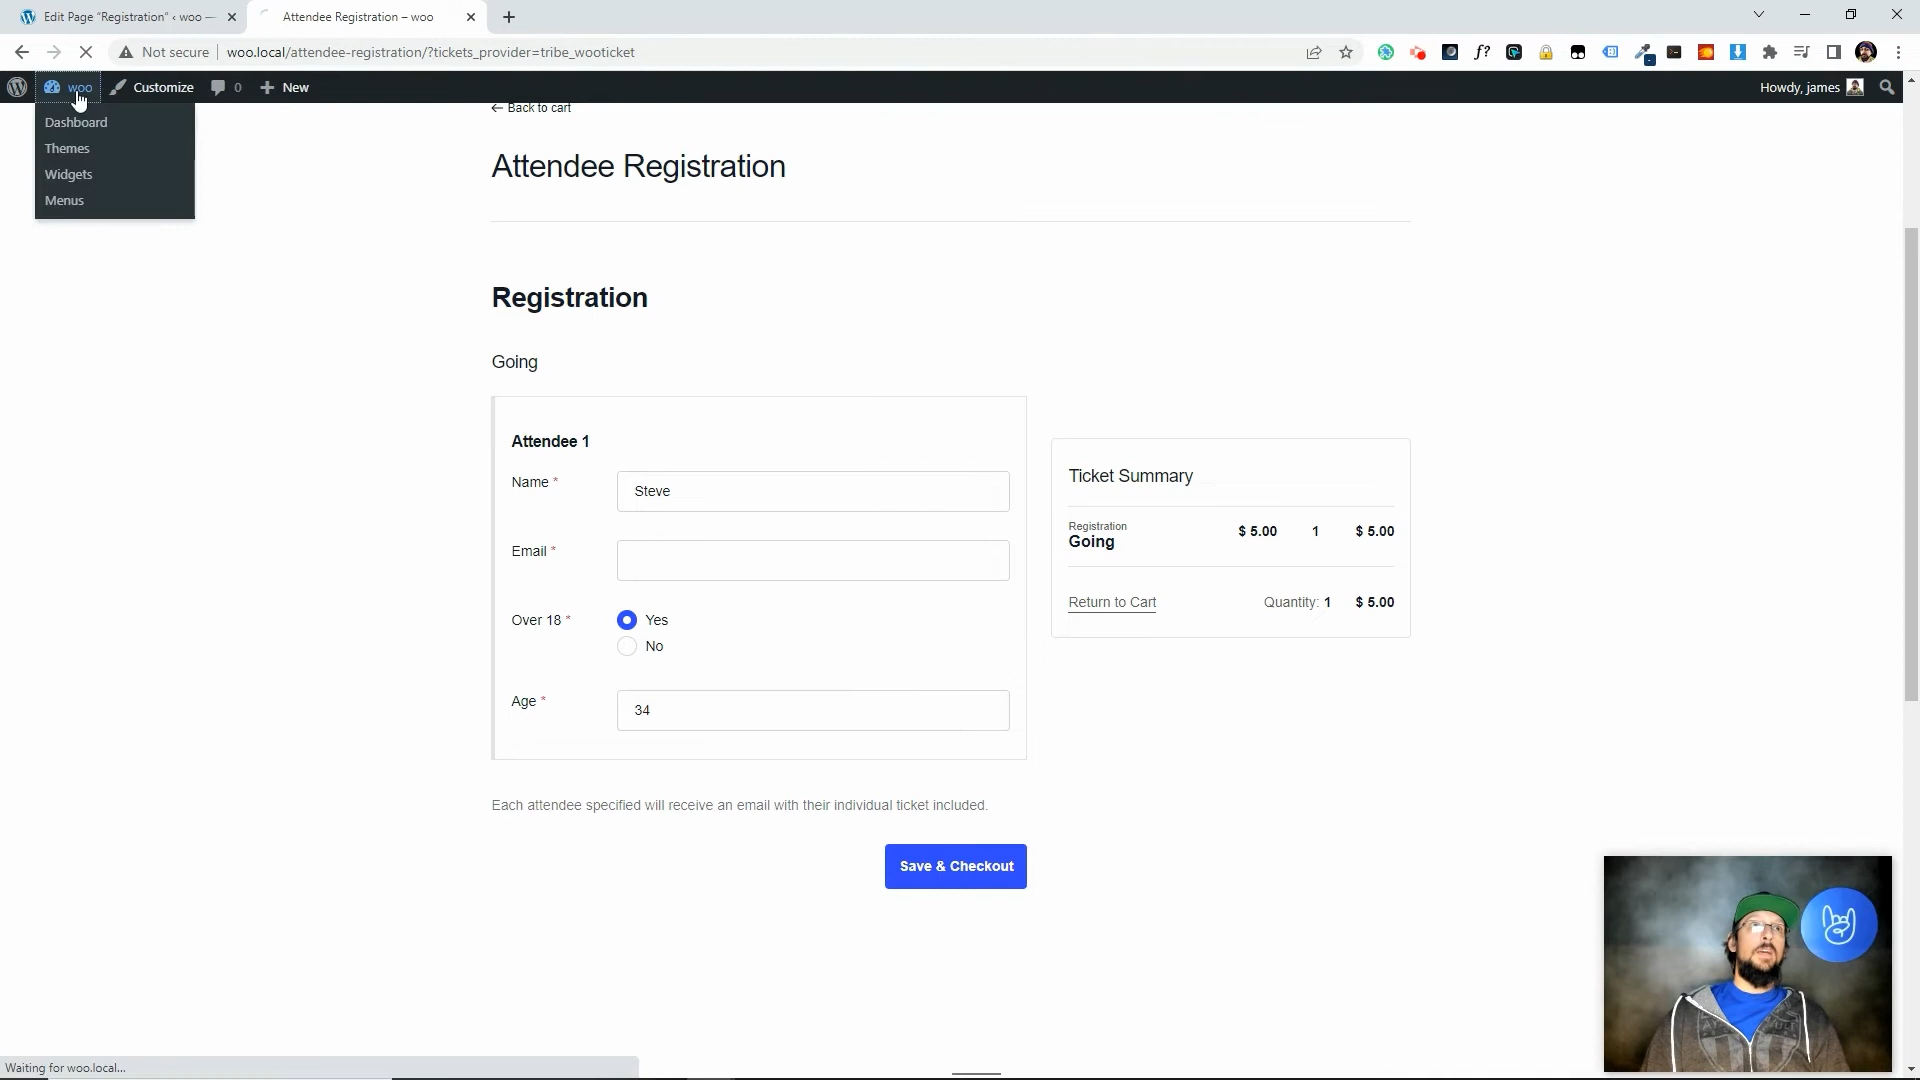 Edit Page "Registration" ‹ woo —
Attendee Registration – woo
Not secure
woo.local/attendee-registration/?tickets_provider=tribe_wooticket
f?
woo
Customize
0
New
Howdy, james
Dashboard
Themes
Widgets
Menus
← Back to cart
Attendee Registration
Registration
Going
Attendee 1
Name *
Steve
Email *
Over 18 *
Yes
No
Age *
34
Ticket Summary
Registration
Going
$ 5.00
1
$ 5.00
Return to Cart
Quantity: 1
$ 5.00
Each attendee specified will receive an email with their individual ticket included.
Save & Checkout
Waiting for woo.local...